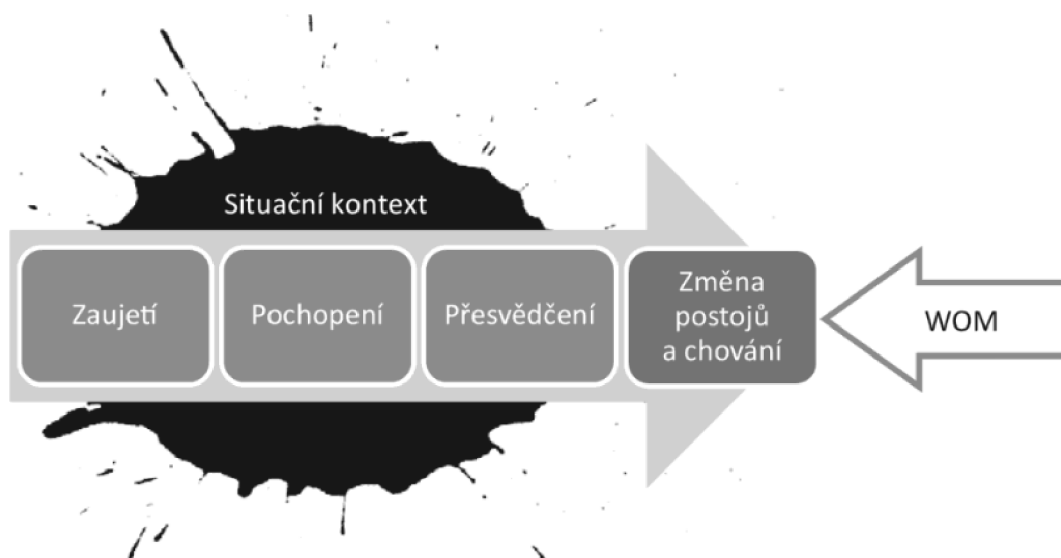 Situační kontext
Zaujetí
Pochopení
Přesvědčení
Změna
postojů
a chování
WOM